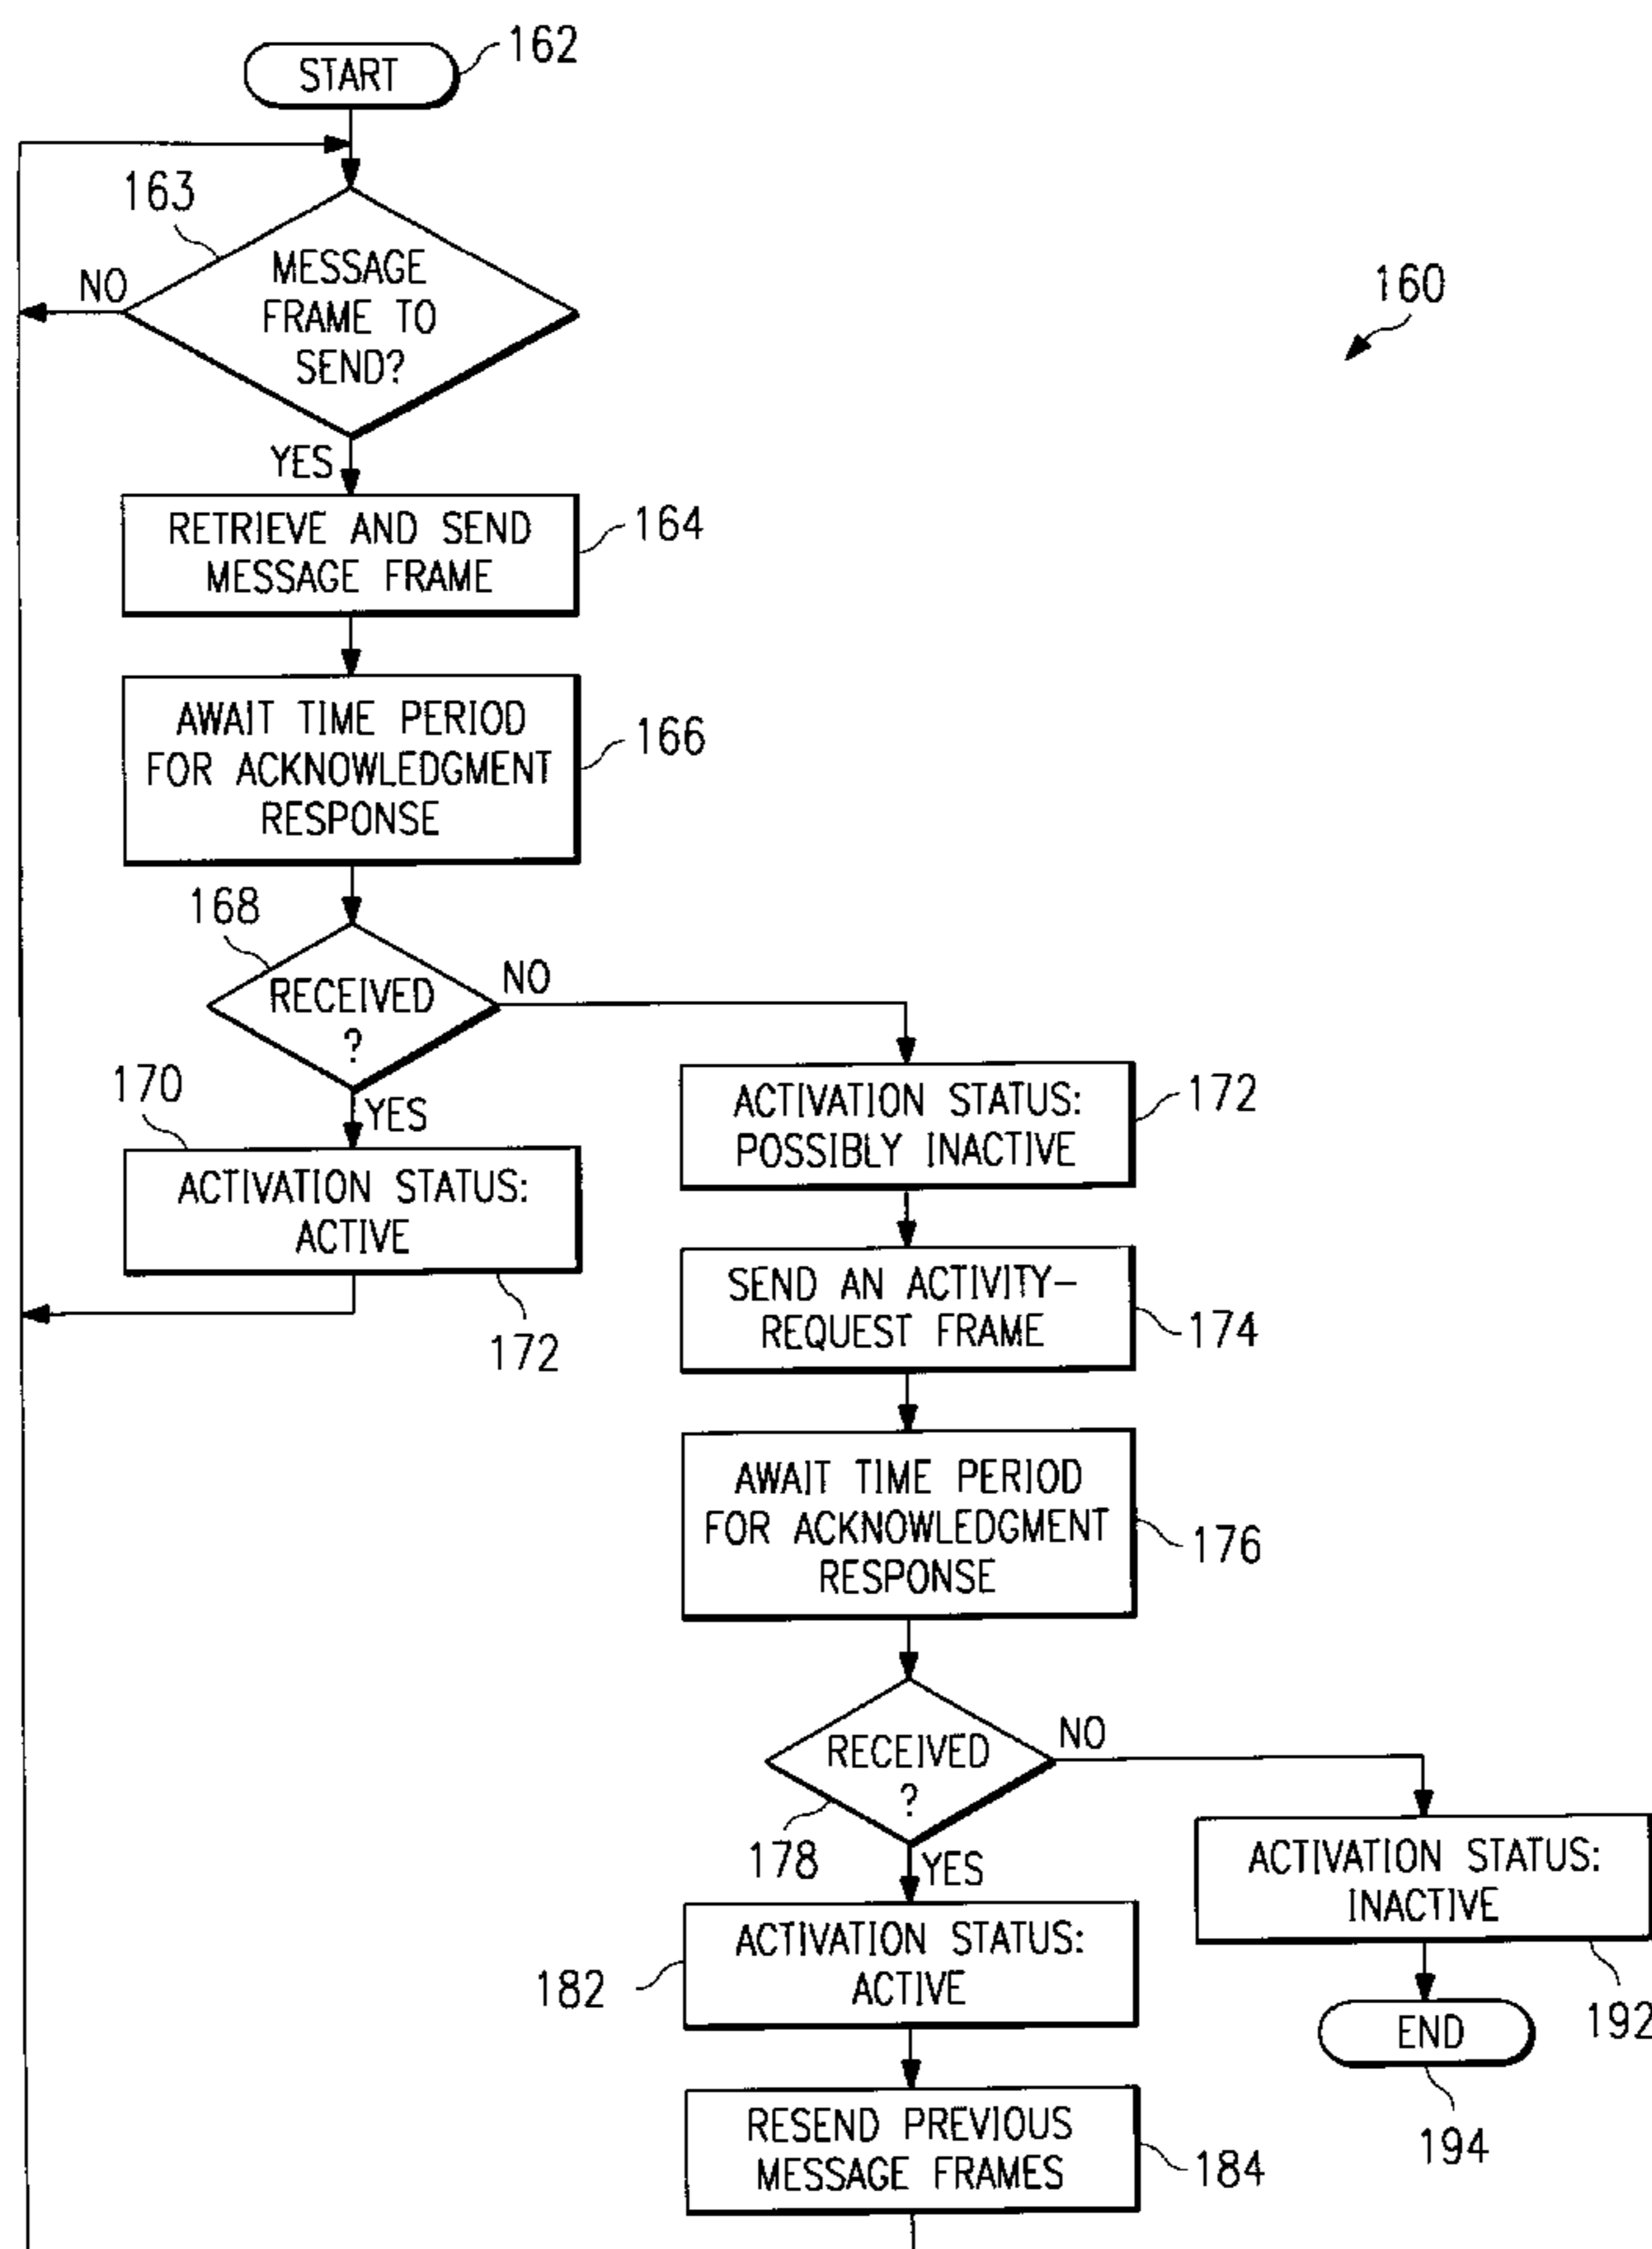 START
162
163
MESSAGE
FRAME TO
SEND?
NO
160
YES
RETRIEVE AND SEND
MESSAGE FRAME
164
AWAIT TIME PERIOD
FOR ACKNOWLEDGMENT
RESPONSE
166
168
RECEIVED
?
NO
YES
170
ACTIVATION STATUS:
ACTIVE
172
ACTIVATION STATUS:
POSSIBLY INACTIVE
172
SEND AN ACTIVITY-
REQUEST FRAME
174
AWAIT TIME PERIOD
FOR ACKNOWLEDGMENT
RESPONSE
176
RECEIVED
?
NO
178
YES
ACTIVATION STATUS:
INACTIVE
192
ACTIVATION STATUS:
ACTIVE
182
END
194
RESEND PREVIOUS
MESSAGE FRAMES
184